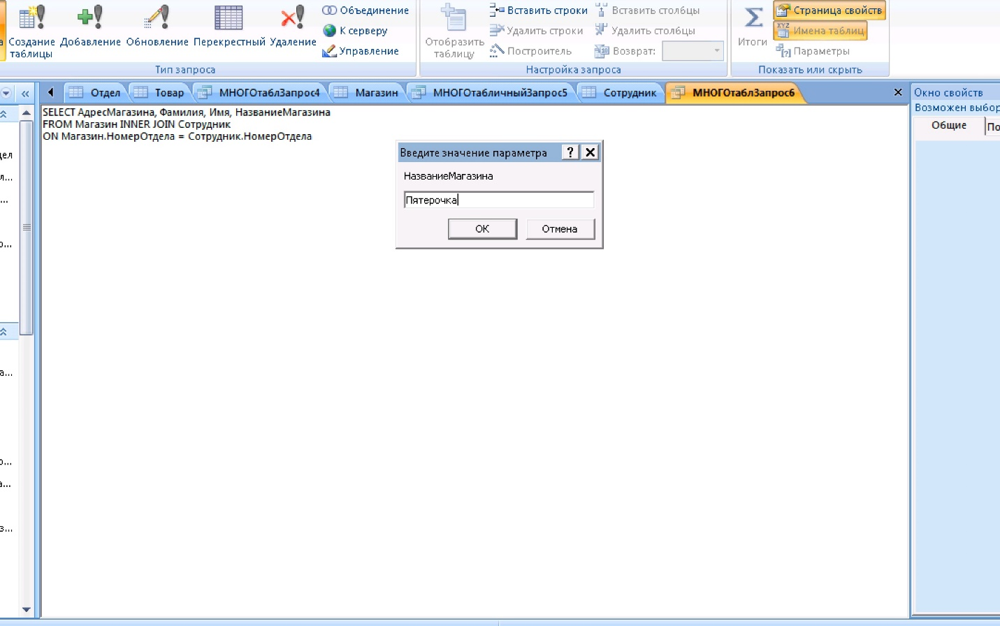 Создание таблицы
Добавление
Обновление
Перекрестный
Удаление
Объединение
К серверу
Управление
Тип запроса
Отобразить таблицу
Вставить строки
Удалить строки
Построитель
Вставить столбцы
Удалить столбцы
Возврат:
Настройка запроса
Итоги
Страница свойств
Имена таблиц
Параметры
Показать или скрыть
Отдел
Товар
МНОГОтаблЗапрос4
Магазин
МНОГОтабличныйЗапрос5
Сотрудник
МНОГОтаблЗапрос6
SELECT АдресМагазина, Фамилия, Имя, НазваниеМагазина
FROM Магазин INNER JOIN Сотрудник
ON Магазин.НомерОтдела = Сотрудник.НомерОтдела
Введите значение параметра
НазваниеМагазина
Пятерочка
ОК
Отмена
Окно свойств
Возможен выбор
Общие
По